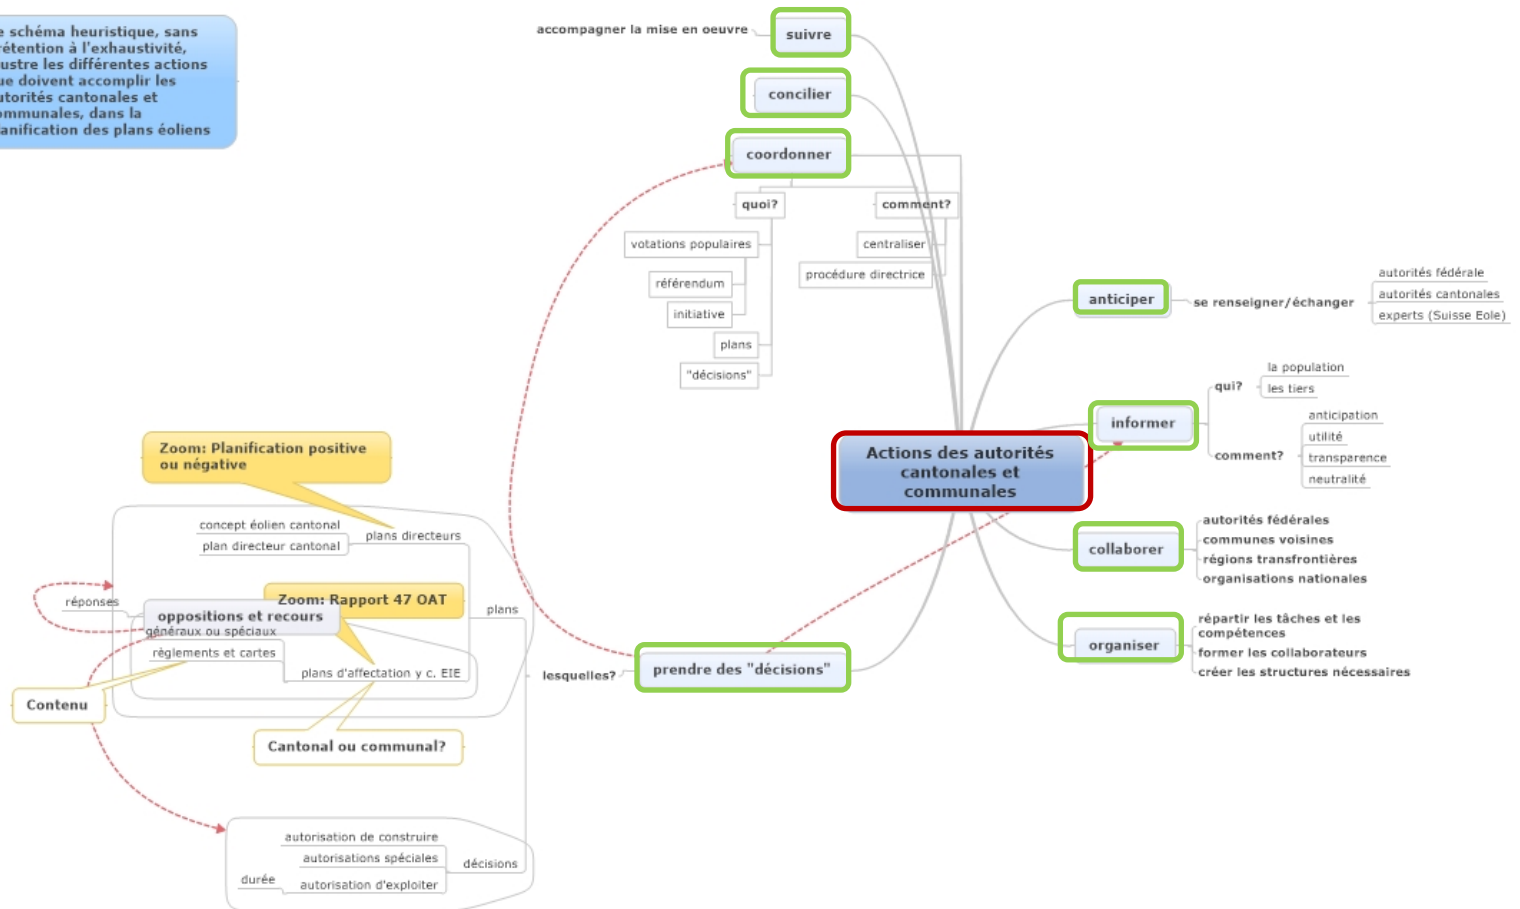 schéma heuristique, sans
à l'exhaustivité,
les différentes actions
doivent accomplir les
cantonales et
dans la
des plans éoliens
accompagner la mise en oeuvre
suivre
concilier
coordonner
quoi?
comment?
votations populaires
centraliser
procédure directrice
référendum
initiative
plans
"décisions"
anticiper
se renseigner/échanger
autorités fédérale
autorités cantonales
experts (Suisse Eole)
informer
qui?
la population
les tiers
comment?
anticipation
utilité
transparence
neutralité
Actions des autorités
cantonales et
communales
collaborer
autorités fédérales
communes voisines
régions transfrontières
organisations nationales
organiser
répartir les tâches et les
compétences
former les collaborateurs
créer les structures nécessaires
prendre des "décisions"
lesquelles?
plans
Zoom: Planification positive
ou négative
plans directeurs
concept éolien cantonal
plan directeur cantonal
Zoom: Rapport 47 OAT
réponses
oppositions et recours
généraux ou spéciaux
règlements et cartes
plans d'affectation y c. EIE
Contenu
Cantonal ou communal?
décisions
autorisation de construire
autorisations spéciales
autorisation d'exploiter
durée